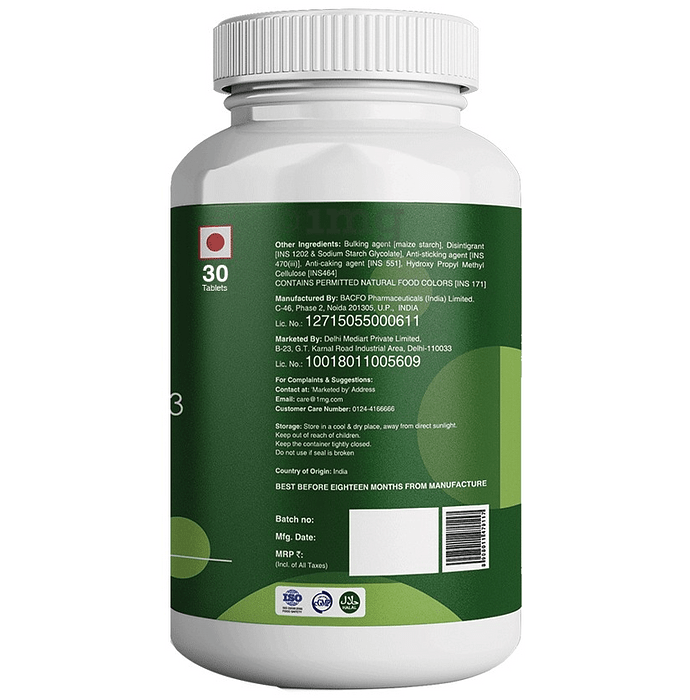 1mg
30
Tablets
Other Ingredients: Bulking agent [maize starch], Disintigrant
[INS 1202 & Sodium Starch Glycolate], Anti-sticking agent [INS
470(iii)], Anti-caking agent [INS 551], Hydroxy Propyl Methyl
Cellulose [INS464]
CONTAINS PERMITTED NATURAL FOOD COLORS [INS 171]
Manufactured By: BACFO Pharmaceuticals (India) Limited.
C-46, Phase 2, Noida 201305, U.P., INDIA
Lic. No.: 12715055000611
Marketed By: Delhi Mediart Private Limited,
B-23, G.T. Karnal Road Industrial Area, Delhi-110033
Lic. No.: 10018011005609
For Complaints & Suggestions:
Contact at: 'Marketed by' Address
Email: care@1mg.com
Customer Care Number: 0124-4166666
3
Storage: Store in a cool & dry place, away from direct sunlight.
Keep out of reach of children.
Keep the container tightly closed.
Do not use if seal is broken
Country of Origin: India
BEST BEFORE EIGHTEEN MONTHS FROM MANUFACTURE
Batch no:
Mfg. Date:
MRP ₹:
(Incl. of All Taxes)
ISO
FOOD SAFETY
GMP
حلال
HALAL